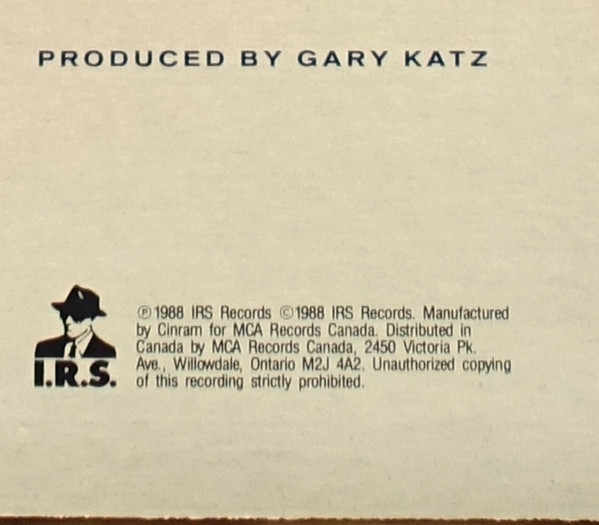 PRODUCED BY GARY KATZ
℗1988 IRS Records ©1988 IRS Records. Manufactured
by Cinram for MCA Records Canada. Distributed in
Canada by MCA Records Canada, 2450 Victoria Pk.
Ave., Willowdale, Ontario M2J 4A2. Unauthorized copying
of this recording strictly prohibited.
I.R.S.